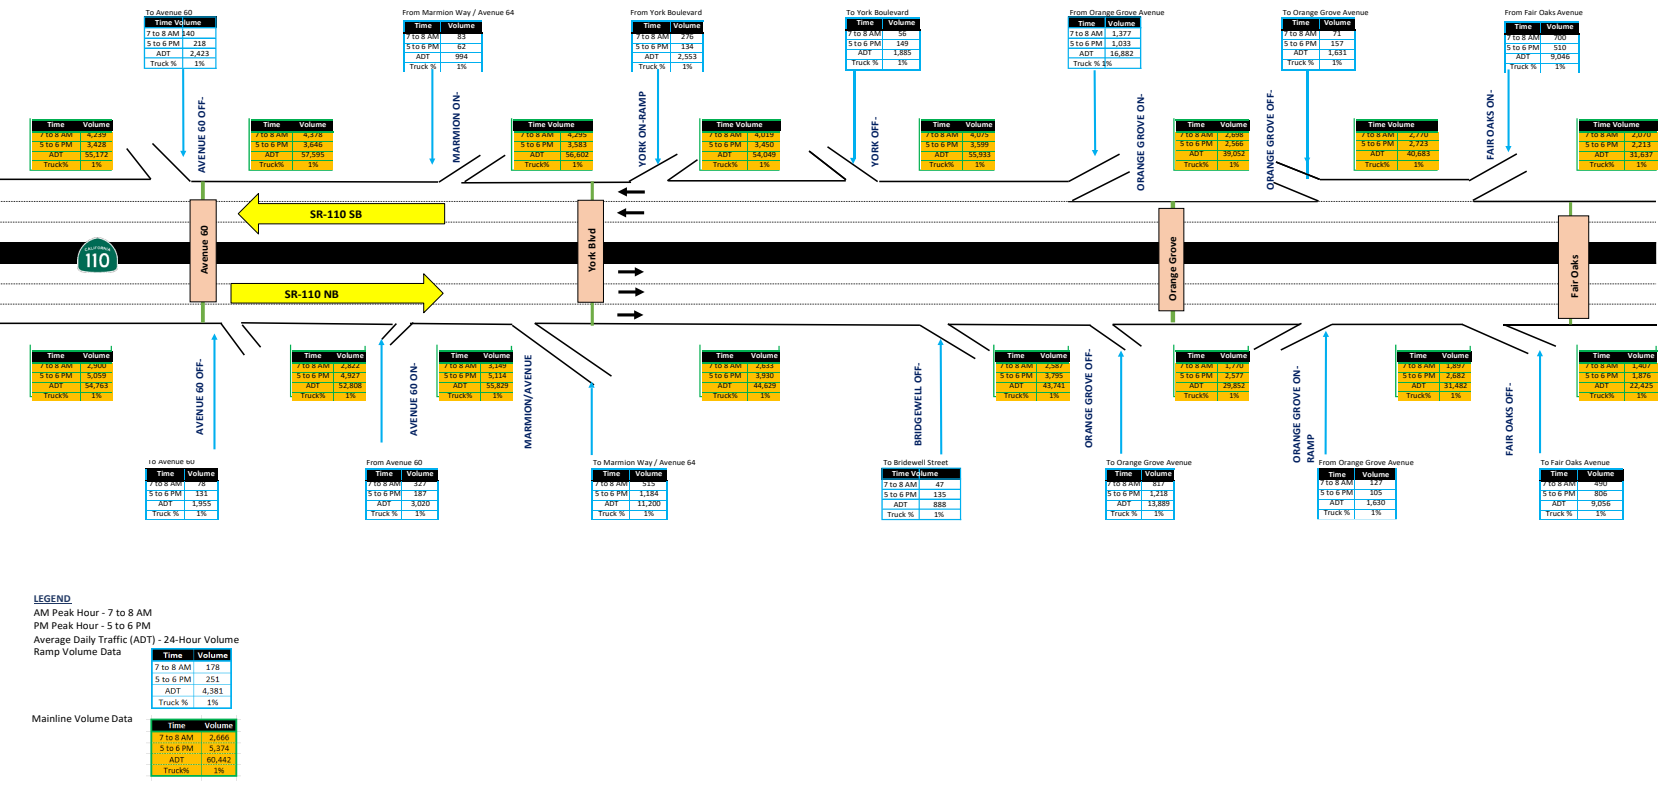 To Avenue 60
Time Volume
7 to 8 AM 140
5 to 6 PM 218
ADT 2,423
Truck % 1%
From Marmion Way / Avenue 64
Time Volume
7 to 8 AM 83
5 to 6 PM 62
ADT 994
Truck % 1%
From York Boulevard
Time Volume
7 to 8 AM 276
5 to 6 PM 134
ADT 2,553
Truck % 1%
To York Boulevard
Time Volume
7 to 8 AM 56
5 to 6 PM 149
ADT 1,885
Truck % 1%
From Orange Grove Avenue
Time Volume
7 to 8 AM 1,377
5 to 6 PM 1,033
ADT 16,882
Truck % 1%
To Orange Grove Avenue
Time Volume
7 to 8 AM 71
5 to 6 PM 157
ADT 1,631
Truck % 1%
From Fair Oaks Avenue
Time Volume
7 to 8 AM 700
5 to 6 PM 510
ADT 9,046
Truck % 1%
AVENUE 60 OFF-
MARMION ON-
YORK ON-RAMP
YORK OFF-
ORANGE GROVE ON-
ORANGE GROVE OFF-
FAIR OAKS ON-
Time Volume
7 to 8 AM 4,239
5 to 6 PM 3,428
ADT 55,172
Truck% 1%
Time Volume
7 to 8 AM 4,378
5 to 6 PM 3,646
ADT 57,595
Truck% 1%
Time Volume
7 to 8 AM 4,295
5 to 6 PM 3,583
ADT 56,602
Truck% 1%
Time Volume
7 to 8 AM 4,019
5 to 6 PM 3,450
ADT 54,049
Truck% 1%
Time Volume
7 to 8 AM 4,075
5 to 6 PM 3,599
ADT 55,933
Truck% 1%
Time Volume
7 to 8 AM 2,698
5 to 6 PM 2,566
ADT 39,052
Truck% 1%
Time Volume
7 to 8 AM 2,770
5 to 6 PM 2,723
ADT 40,683
Truck% 1%
Time Volume
7 to 8 AM 2,070
5 to 6 PM 2,213
ADT 31,637
Truck% 1%
SR-110 SB
CALIFORNIA
110
Avenue 60
York Blvd
Orange Grove
Fair Oaks
SR-110 NB
Time Volume
7 to 8 AM 2,900
5 to 6 PM 5,059
ADT 54,763
Truck% 1%
Time Volume
7 to 8 AM 2,822
5 to 6 PM 4,927
ADT 52,808
Truck% 1%
Time Volume
7 to 8 AM 3,149
5 to 6 PM 5,114
ADT 55,829
Truck% 1%
Time Volume
7 to 8 AM 2,633
5 to 6 PM 3,930
ADT 44,629
Truck% 1%
Time Volume
7 to 8 AM 2,587
5 to 6 PM 3,795
ADT 43,741
Truck% 1%
Time Volume
7 to 8 AM 1,770
5 to 6 PM 2,577
ADT 29,852
Truck% 1%
Time Volume
7 to 8 AM 1,897
5 to 6 PM 2,682
ADT 31,482
Truck% 1%
Time Volume
7 to 8 AM 1,407
5 to 6 PM 1,876
ADT 22,425
Truck% 1%
AVENUE 60 OFF-
AVENUE 60 ON-
MARMION/AVENUE
BRIDGEWELL OFF-
ORANGE GROVE OFF-
ORANGE GROVE ON-
RAMP
FAIR OAKS OFF-
To Avenue 60
Time Volume
7 to 8 AM 78
5 to 6 PM 131
ADT 1,955
Truck % 1%
From Avenue 60
Time Volume
7 to 8 AM 327
5 to 6 PM 187
ADT 3,020
Truck % 1%
To Marmion Way / Avenue 64
Time Volume
7 to 8 AM 515
5 to 6 PM 1,184
ADT 11,200
Truck % 1%
To Bridewell Street
Time Volume
7 to 8 AM 47
5 to 6 PM 135
ADT 888
Truck % 1%
To Orange Grove Avenue
Time Volume
7 to 8 AM 817
5 to 6 PM 1,218
ADT 13,889
Truck % 1%
From Orange Grove Avenue
Time Volume
7 to 8 AM 127
5 to 6 PM 105
ADT 1,630
Truck % 1%
To Fair Oaks Avenue
Time Volume
7 to 8 AM 490
5 to 6 PM 806
ADT 9,056
Truck % 1%
LEGEND
AM Peak Hour - 7 to 8 AM
PM Peak Hour - 5 to 6 PM
Average Daily Traffic (ADT) - 24-Hour Volume
Ramp Volume Data
Time Volume
7 to 8 AM 178
5 to 6 PM 251
ADT 4,381
Truck % 1%
Mainline Volume Data
Time Volume
7 to 8 AM 2,666
5 to 6 PM 5,374
ADT 60,442
Truck% 1%